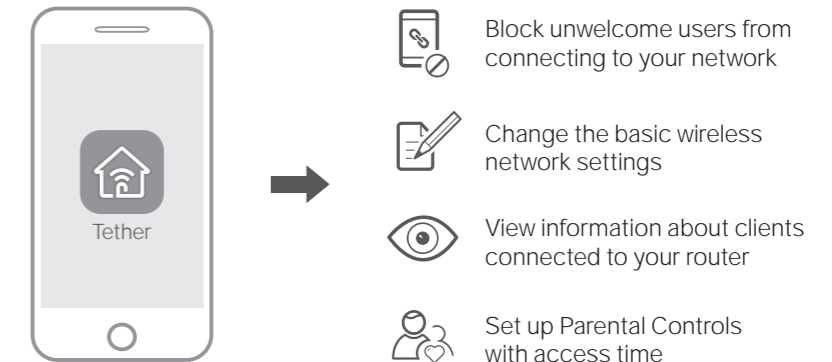 Tether
Block unwelcome users from
connecting to your network
Change the basic wireless
network settings
View information about clients
connected to your router
Set up Parental Controls
with access time